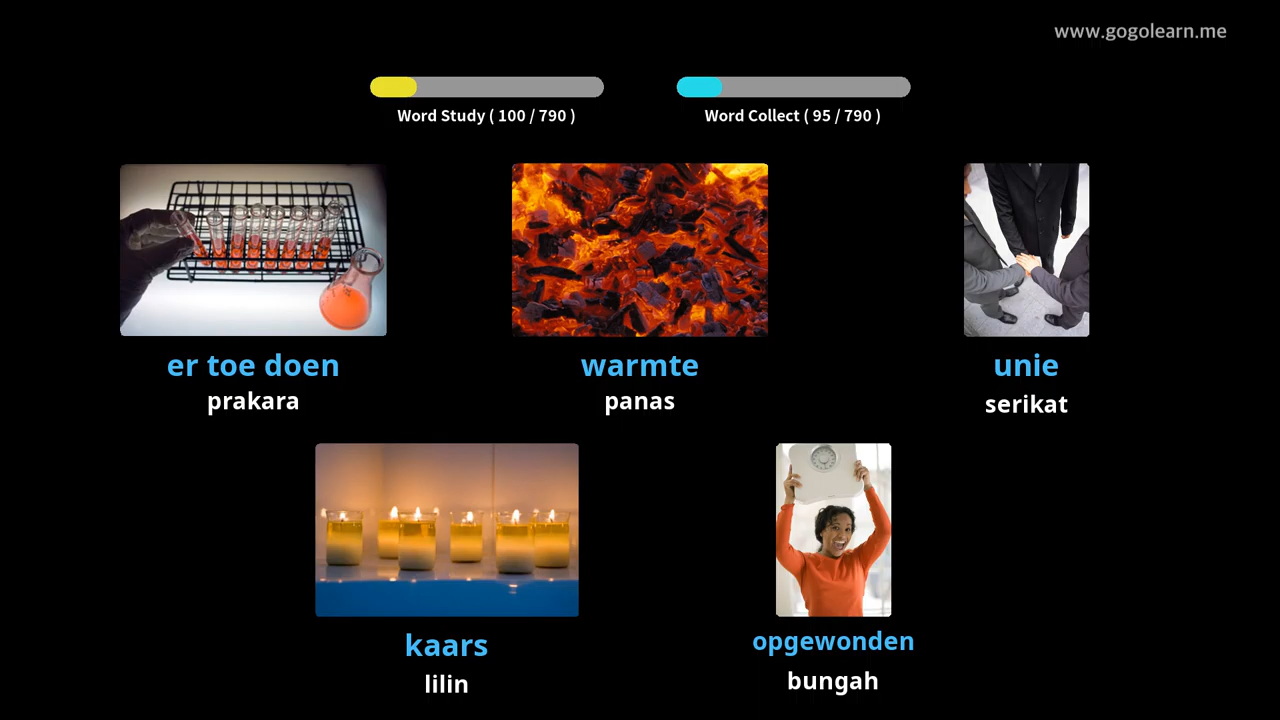 www.gogolearn.me
Word Study ( 100 / 790 )
Word Collect ( 95 / 790 )
er toe doen
prakara
warmte
panas
unie
serikat
kaars
lilin
opgewonden
bungah